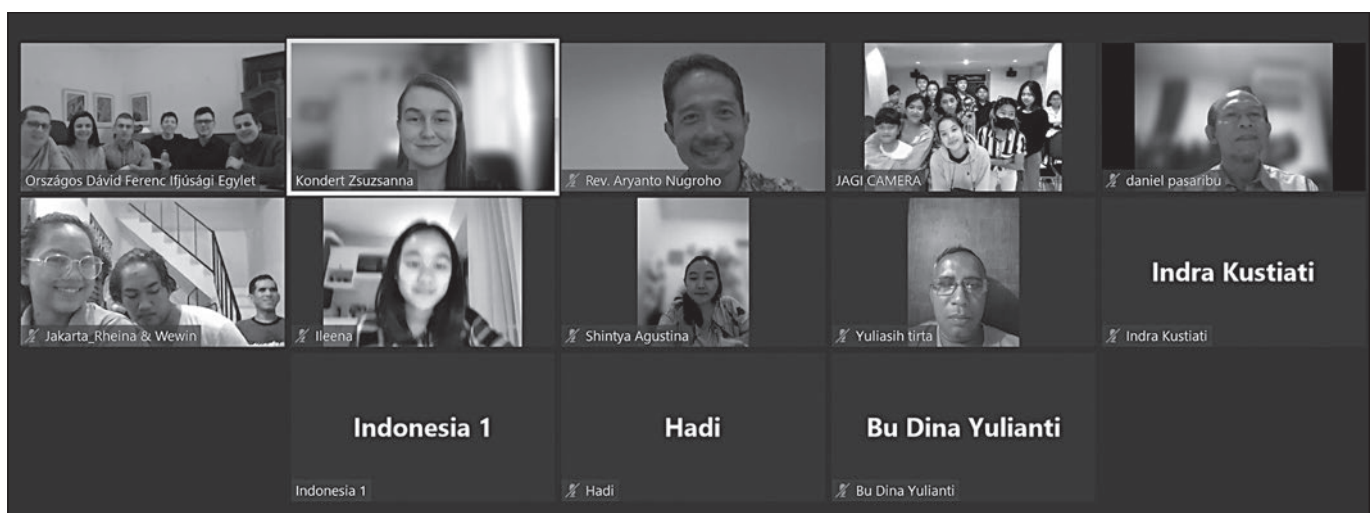 Országos Dávid Ferenc Ifjúsági Egylet
Kondert Zsuzsanna
Rev. Aryanto Nugroho
JAGI CAMERA
daniel pasaribu
Jakarta_Rheina & Wewin
Ileena
Shintya Agustina
Yuliasih tirta
Indra Kustiati
Indra Kustiati
Indonesia 1
Indonesia 1
Hadi
Hadi
Bu Dina Yulianti
Bu Dina Yulianti